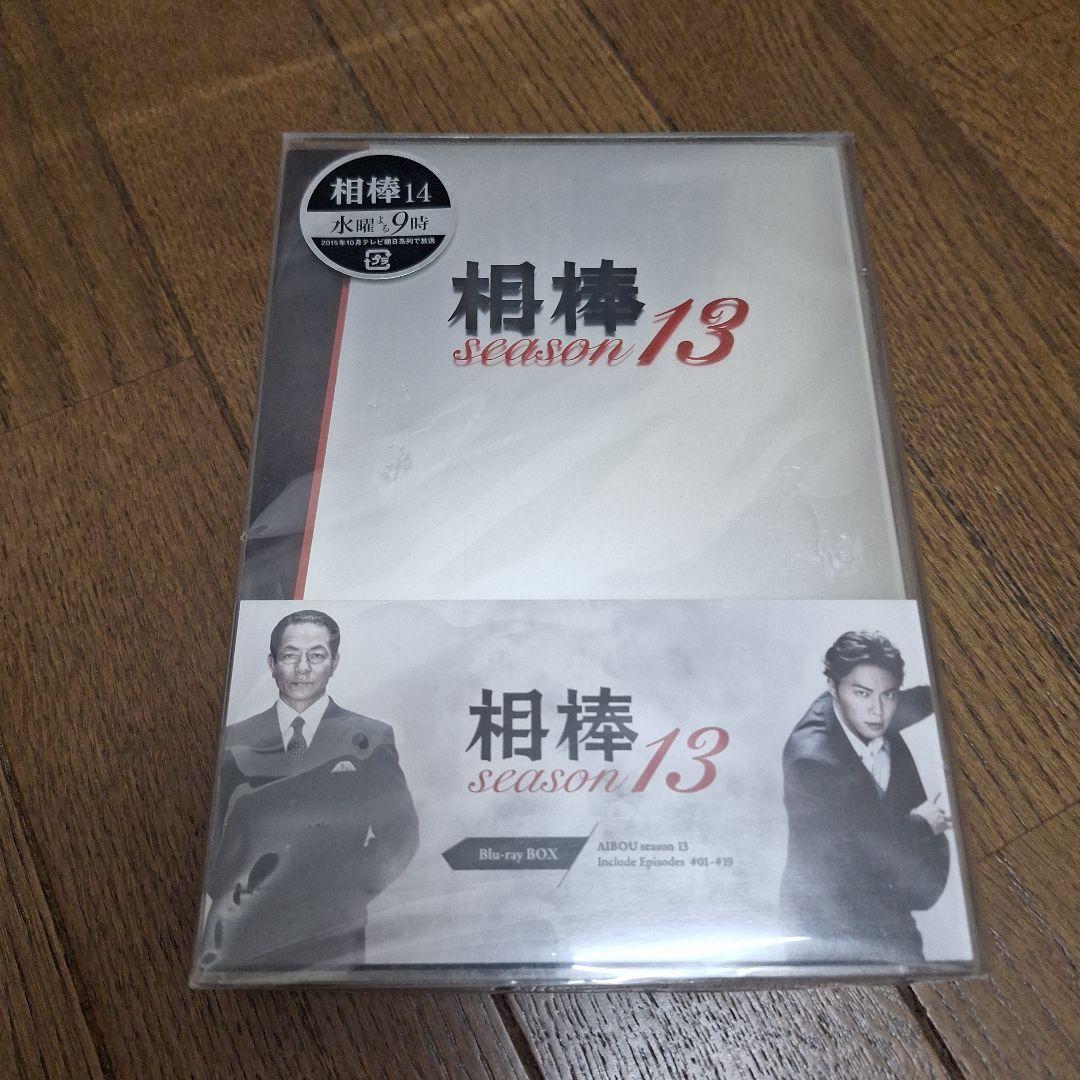 相棒14
水曜よる9時
2015年10月テレビ朝日系列で放送
プラ
相棒
season 13
相棒
season 13
Blu-ray BOX
AIBOU season 13
Include Episodes #01-#19